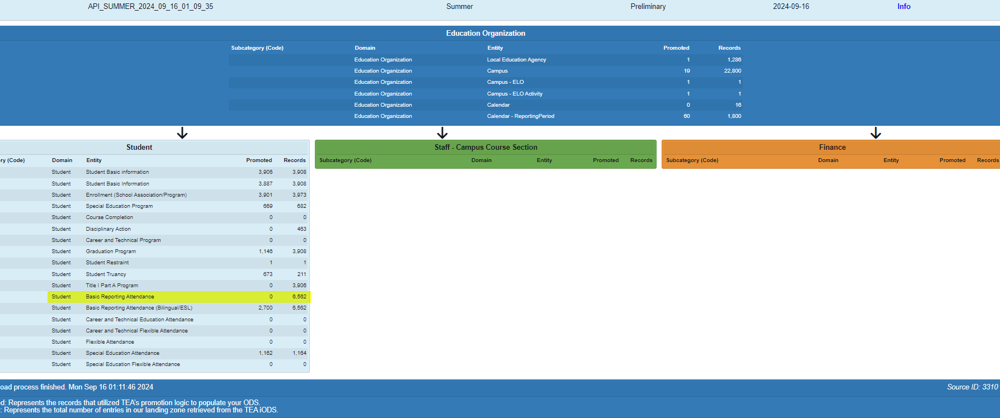 API_SUMMER_2024_09_16_01_09_35 Summer Preliminary 2024-09-16 Info
Education Organization
Subcategory (Code) Domain Entity Promoted Records
Education Organization Local Education Agency 1 1,286
Education Organization Campus 19 22,800
Education Organization Campus - ELO 1 1
Education Organization Campus - ELO Activity 1 1
Education Organization Calendar 0 16
Education Organization Calendar - ReportingPeriod 60 1,800
Student
ry (Code) Domain Entity Promoted Records
Student Student Basic information 3,906 3,908
Student Student Basic Information 3,887 3,908
Student Enrollment (School Association/Program) 3,901 3,973
Student Special Education Program 669 682
Student Course Completion 0 0
Student Disciplinary Action 0 463
Student Career and Technical Program 0 0
Student Graduation Program 1,146 3,908
Student Student Restraint 1 1
Student Student Truancy 673 211
Student Title I Part A Program 0 3,906
Student Basic Reporting Attendance 0 6,562
Student Basic Reporting Attendance (Bilingual/ESL) 2,700 6,562
Student Career and Technical Education Attendance 0 0
Student Career and Technical Flexible Attendance 0 0
Student Flexible Attendance 0 0
Student Special Education Attendance 1,162 1,164
Student Special Education Flexible Attendance 0 0
Staff - Campus Course Section
Subcategory (Code) Domain Entity Promoted Records
Finance
Subcategory (Code) Domain Entity Promoted Records
oad process finished. Mon Sep 16 01:11:46 2024 Source ID: 3310
ed: Represents the records that utilized TEA's promotion logic to populate your ODS.
: Represents the total number of entries in our landing zone retrieved from the TEA iODS.